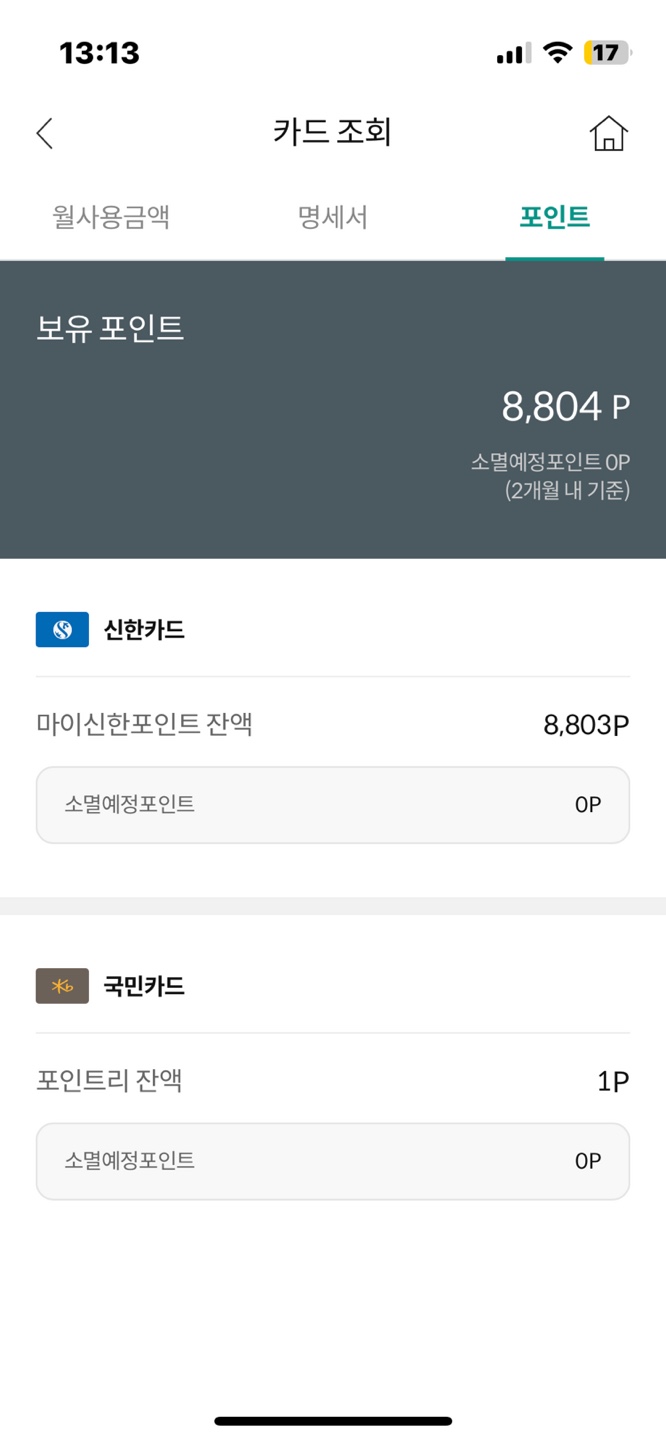 13:13
17
카드 조회
월사용금액 명세서 포인트
보유 포인트
8,804 P
소멸예정포인트 0P
(2개월 내 기준)
신한카드
마이신한포인트 잔액 8,803P
소멸예정포인트 0P
국민카드
포인트리 잔액 1P
소멸예정포인트 0P